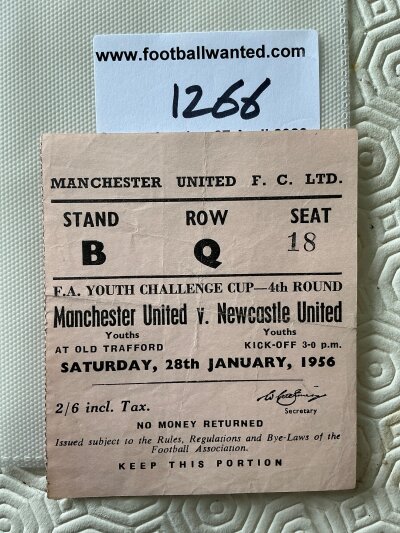 www.footballwanted.com
1266
MANCHESTER UNITED F. C. LTD.
STAND ROW SEAT
B Q 18
F.A. YOUTH CHALLENGE CUP—4th ROUND
Manchester United v. Newcastle United
Youths Youths
AT OLD TRAFFORD KICK-OFF 3-0 p.m.
SATURDAY, 28th JANUARY, 1956
2/6 incl. Tax.
Secretary
NO MONEY RETURNED
Issued subject to the Rules, Regulations and Bye-Laws of the
Football Association.
KEEP THIS PORTION